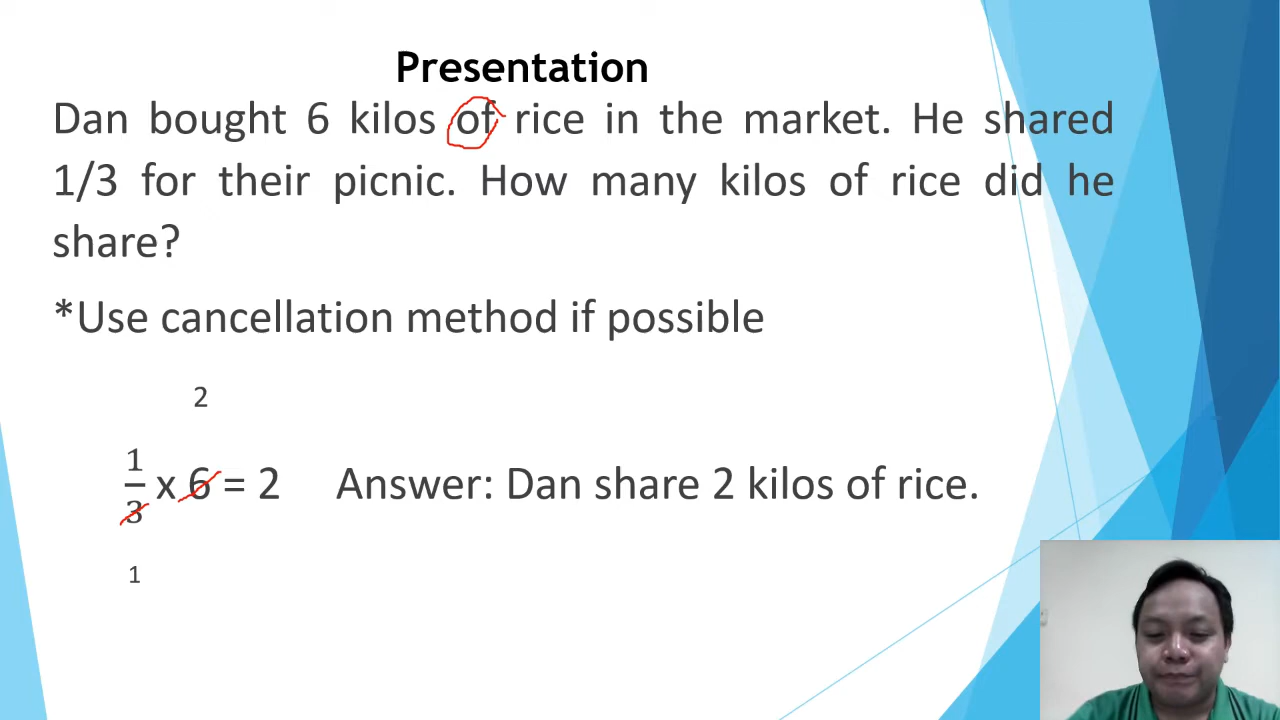 Presentation
Dan bought 6 kilos of rice in the market. He shared
1/3 for their picnic. How many kilos of rice did he
share?
*Use cancellation method if possible
2
1/3 x 6 = 2 Answer: Dan share 2 kilos of rice.
1